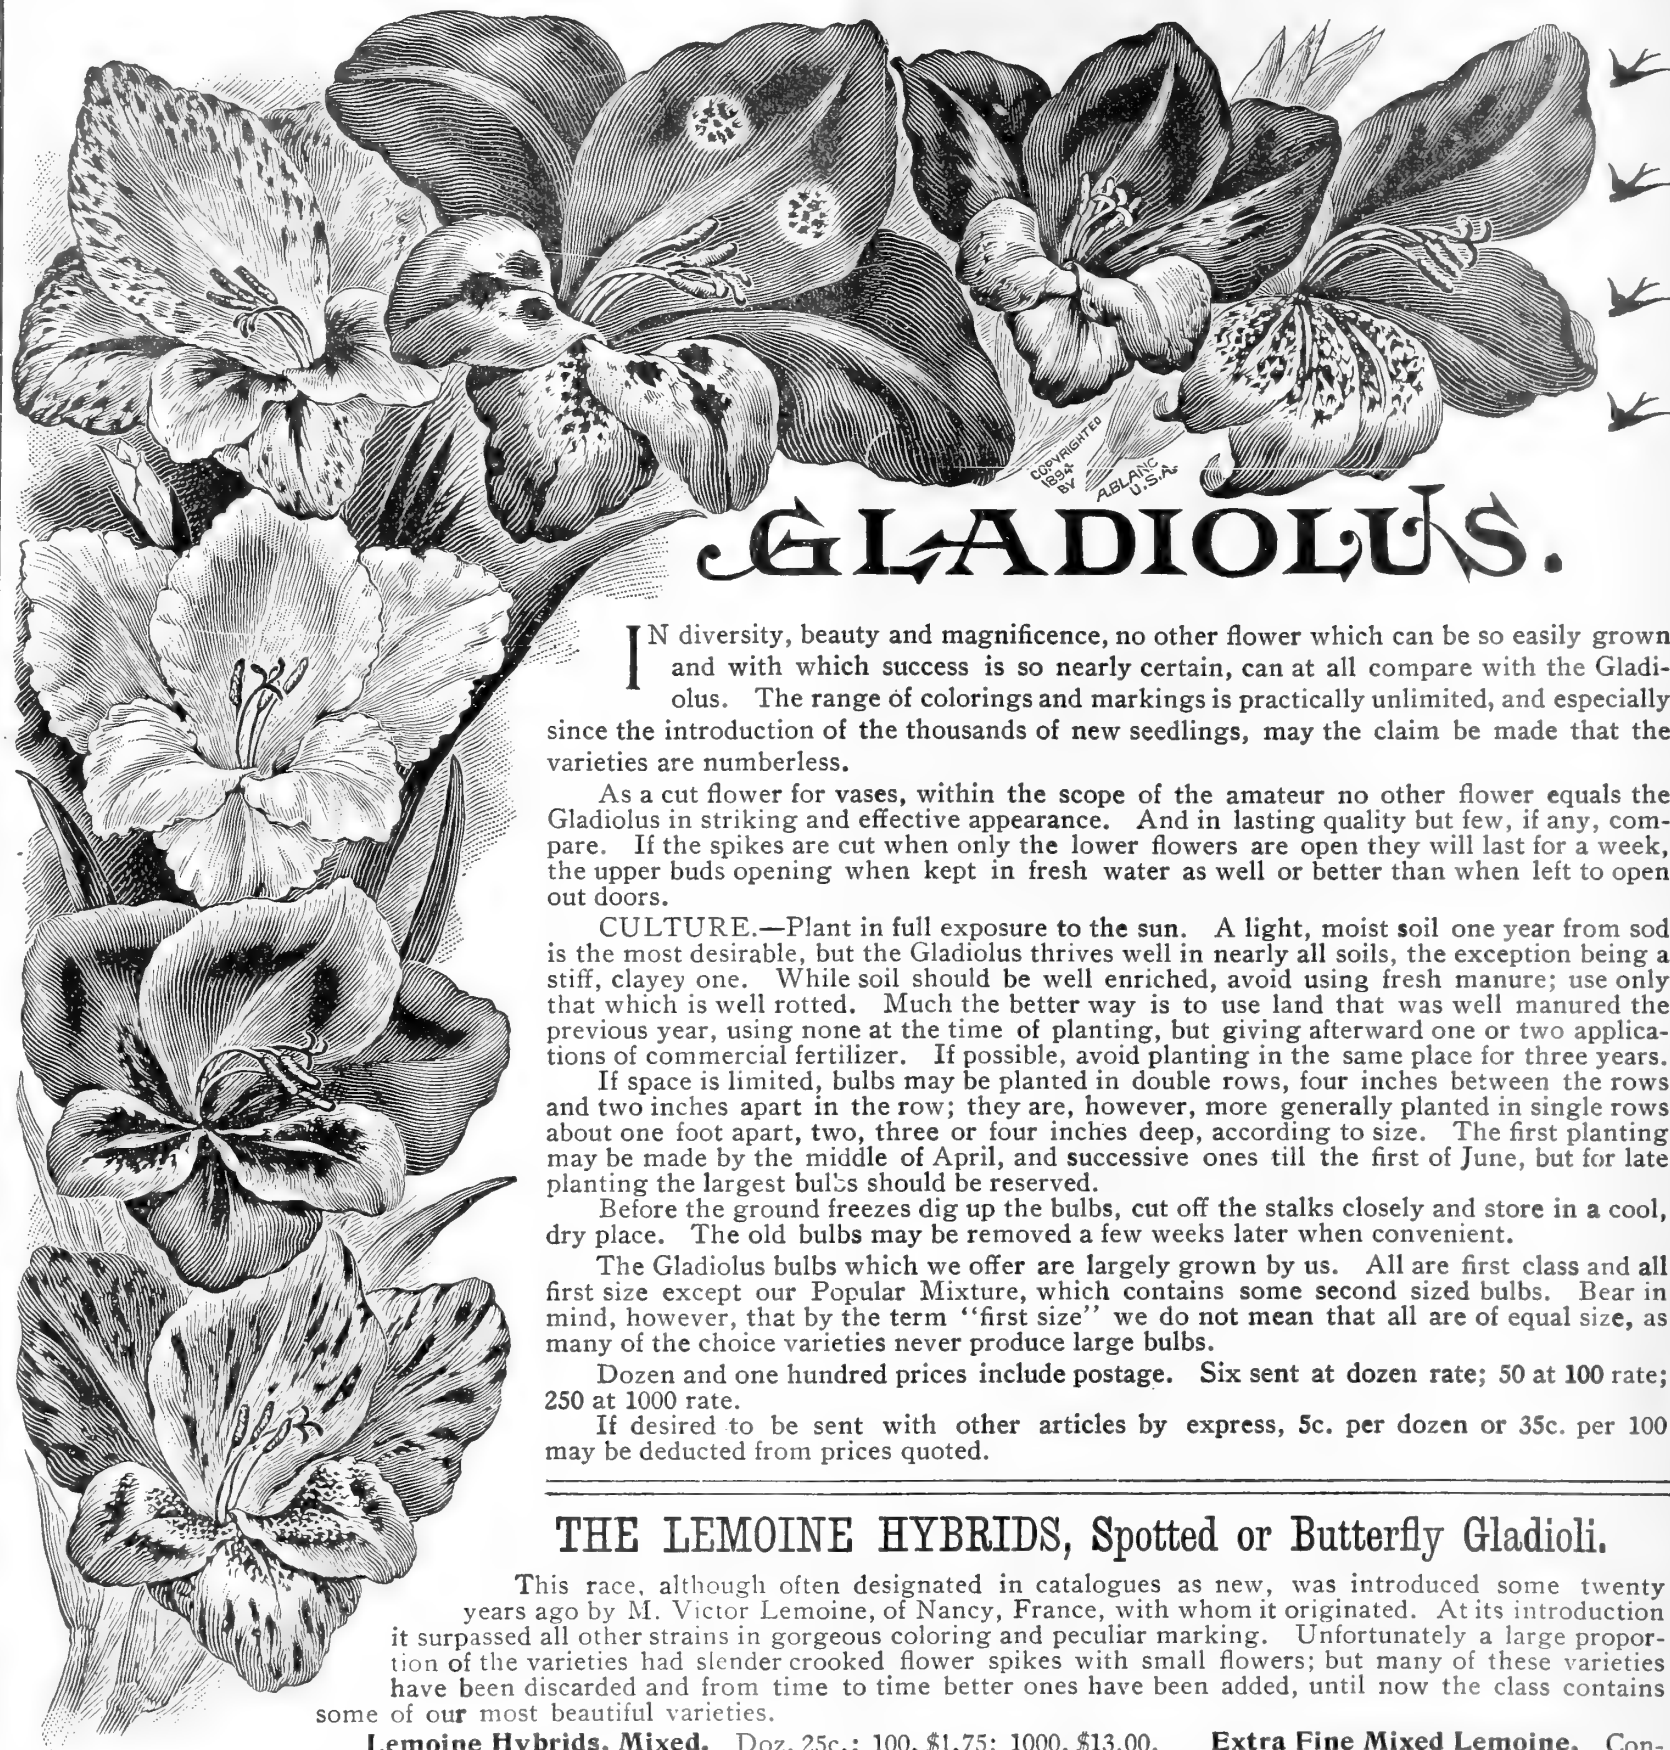 COPYRIGHTED
1894
BY
A.BLANC
U.S.A.
GLADIOLUS.
IN diversity, beauty and magnificence, no other flower which can be so easily grown
and with which success is so nearly certain, can at all compare with the Gladi-
olus. The range of colorings and markings is practically unlimited, and especially
since the introduction of the thousands of new seedlings, may the claim be made that the
varieties are numberless.
As a cut flower for vases, within the scope of the amateur no other flower equals the
Gladiolus in striking and effective appearance. And in lasting quality but few, if any, com-
pare. If the spikes are cut when only the lower flowers are open they will last for a week,
the upper buds opening when kept in fresh water as well or better than when left to open
out doors.
CULTURE.—Plant in full exposure to the sun. A light, moist soil one year from sod
is the most desirable, but the Gladiolus thrives well in nearly all soils, the exception being a
stiff, clayey one. While soil should be well enriched, avoid using fresh manure; use only
that which is well rotted. Much the better way is to use land that was well manured the
previous year, using none at the time of planting, but giving afterward one or two applica-
tions of commercial fertilizer. If possible, avoid planting in the same place for three years.
If space is limited, bulbs may be planted in double rows, four inches between the rows
and two inches apart in the row; they are, however, more generally planted in single rows
about one foot apart, two, three or four inches deep, according to size. The first planting
may be made by the middle of April, and successive ones till the first of June, but for late
planting the largest bulbs should be reserved.
Before the ground freezes dig up the bulbs, cut off the stalks closely and store in a cool,
dry place. The old bulbs may be removed a few weeks later when convenient.
The Gladiolus bulbs which we offer are largely grown by us. All are first class and all
first size except our Popular Mixture, which contains some second sized bulbs. Bear in
mind, however, that by the term “first size” we do not mean that all are of equal size, as
many of the choice varieties never produce large bulbs.
Dozen and one hundred prices include postage. Six sent at dozen rate; 50 at 100 rate;
250 at 1000 rate.
If desired to be sent with other articles by express, 5c. per dozen or 35c. per 100
may be deducted from prices quoted.
THE LEMOINE HYBRIDS, Spotted or Butterfly Gladioli.
This race, although often designated in catalogues as new, was introduced some twenty
years ago by M. Victor Lemoine, of Nancy, France, with whom it originated. At its introduction
it surpassed all other strains in gorgeous coloring and peculiar marking. Unfortunately a large propor-
tion of the varieties had slender crooked flower spikes with small flowers; but many of these varieties
have been discarded and from time to time better ones have been added, until now the class contains
some of our most beautiful varieties.
Lemoine Hybrids, Mixed. Doz. 25c.; 100, $1.75; 1000, $13.00. Extra Fine Mixed Lemoine. Con-